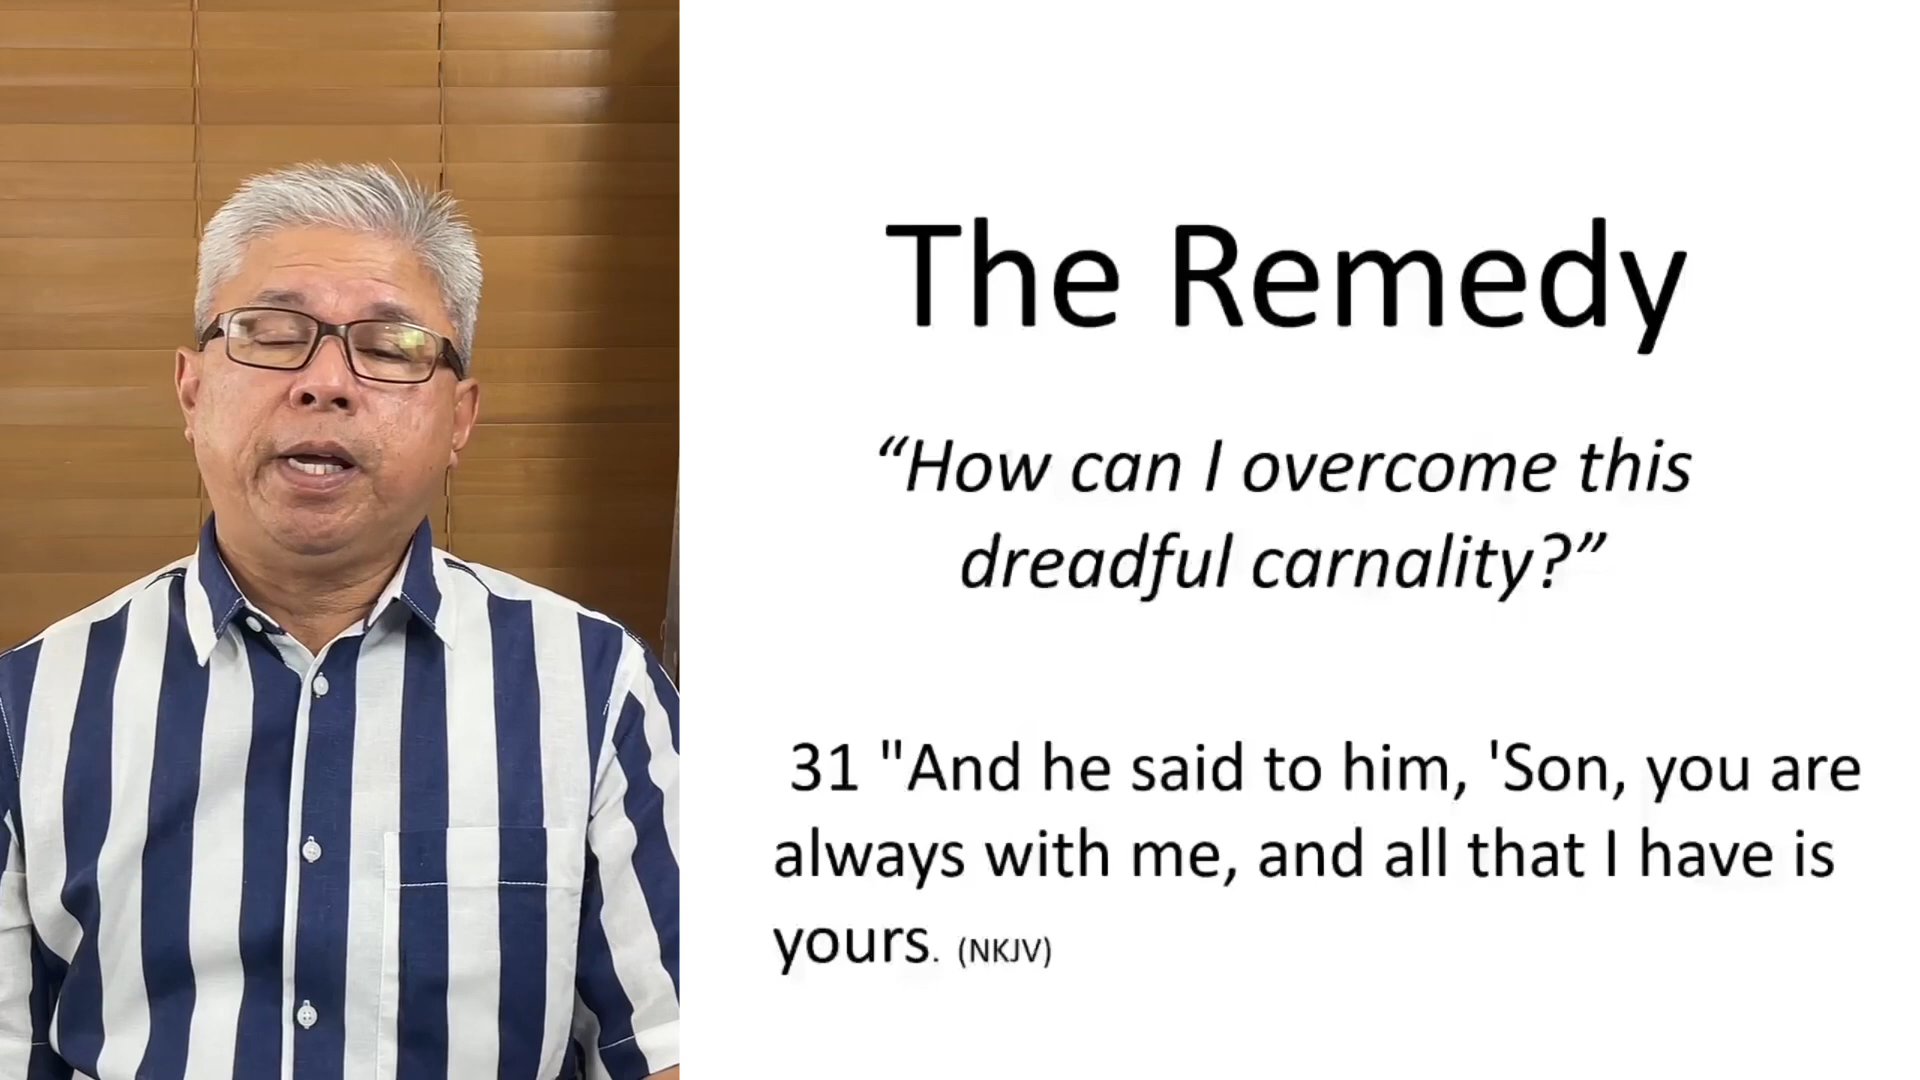 The Remedy
“How can I overcome this
dreadful carnality?”
31 "And he said to him, 'Son, you are
always with me, and all that I have is
yours. (NKJV)